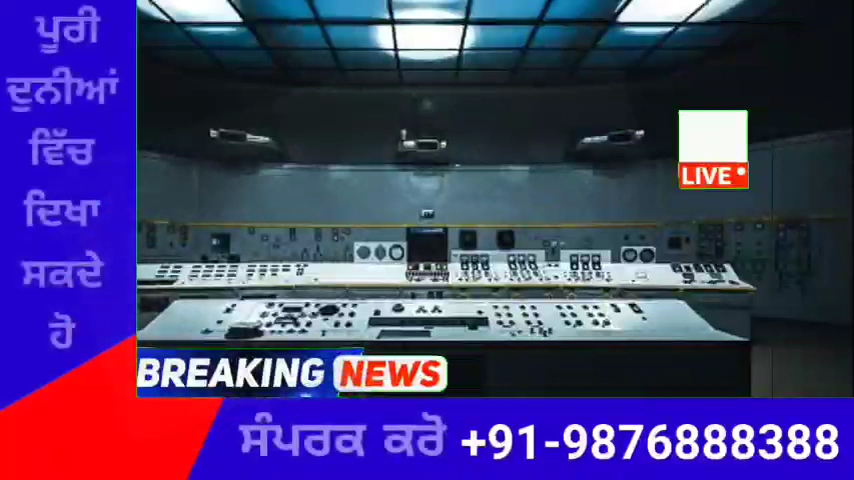 ਪੂਰੀ
ਦੁਨੀਆਂ
ਵਿੱਚ
ਦਿਖਾ
ਸਕਦੇ
ਹੋ
LIVE
BREAKING NEWS
ਸੰਪਰਕ ਕਰੋ +91-9876888388